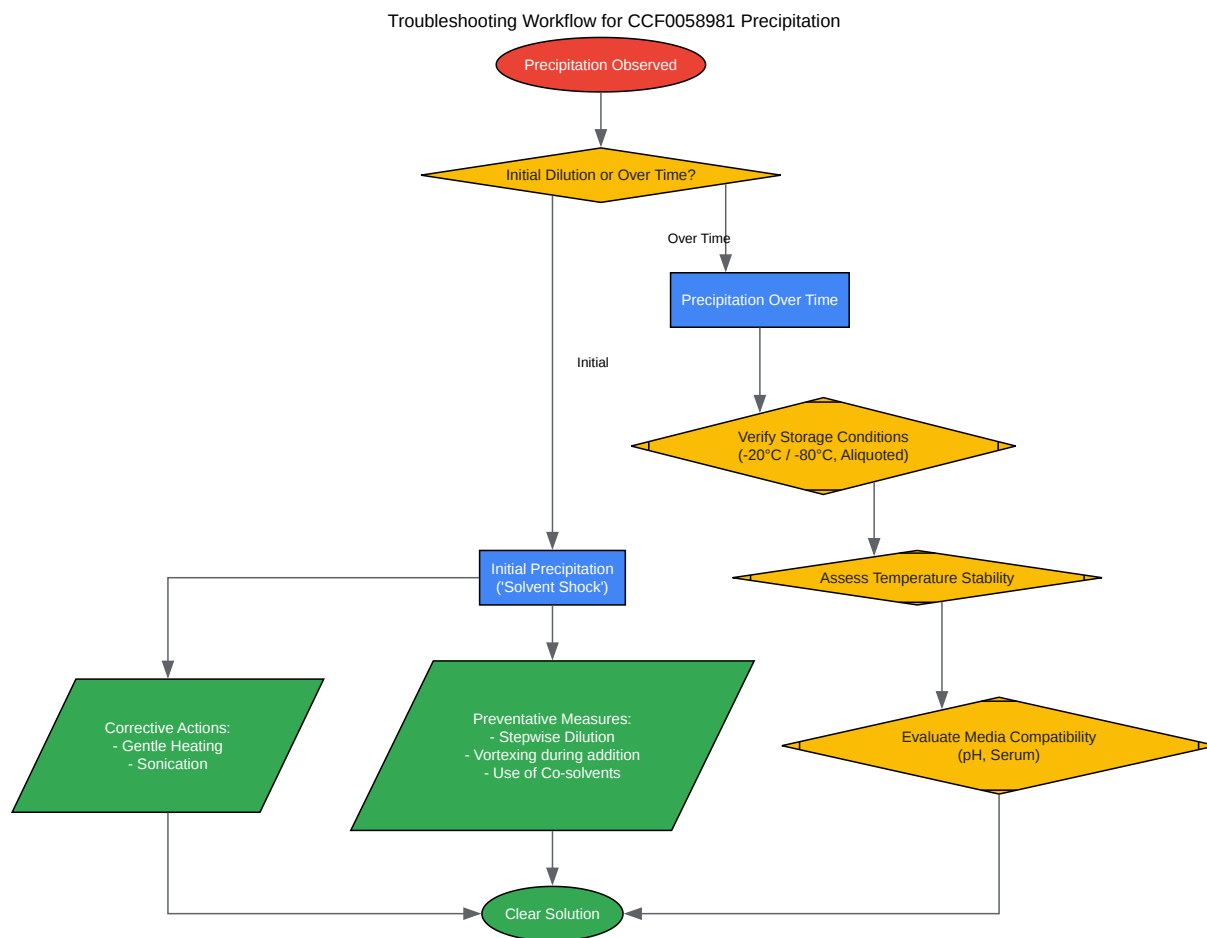 Troubleshooting Workflow for CCF0058981 Precipitation
Precipitation Observed
Initial Dilution or Over Time?
Over Time
Precipitation Over Time
Initial
Verify Storage Conditions
(-20°C / -80°C, Aliquoted)
Initial Precipitation
('Solvent Shock')
Assess Temperature Stability
Corrective Actions:
- Gentle Heating
- Sonication
Preventative Measures:
- Stepwise Dilution
- Vortexing during addition
- Use of Co-solvents
Evaluate Media Compatibility
(pH, Serum)
Clear Solution